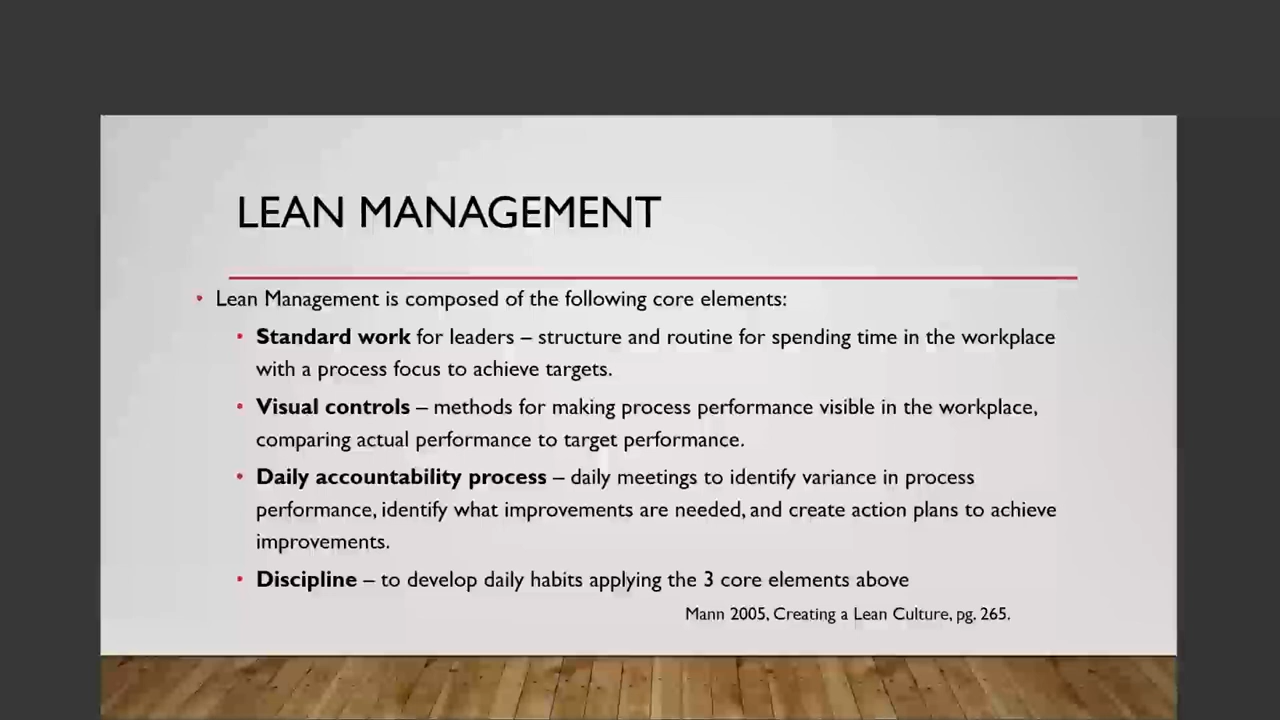 LEAN MANAGEMENT
• Lean Management is composed of the following core elements:
• Standard work for leaders – structure and routine for spending time in the workplace
with a process focus to achieve targets.
• Visual controls – methods for making process performance visible in the workplace,
comparing actual performance to target performance.
• Daily accountability process – daily meetings to identify variance in process
performance, identify what improvements are needed, and create action plans to achieve
improvements.
• Discipline – to develop daily habits applying the 3 core elements above
Mann 2005, Creating a Lean Culture, pg. 265.